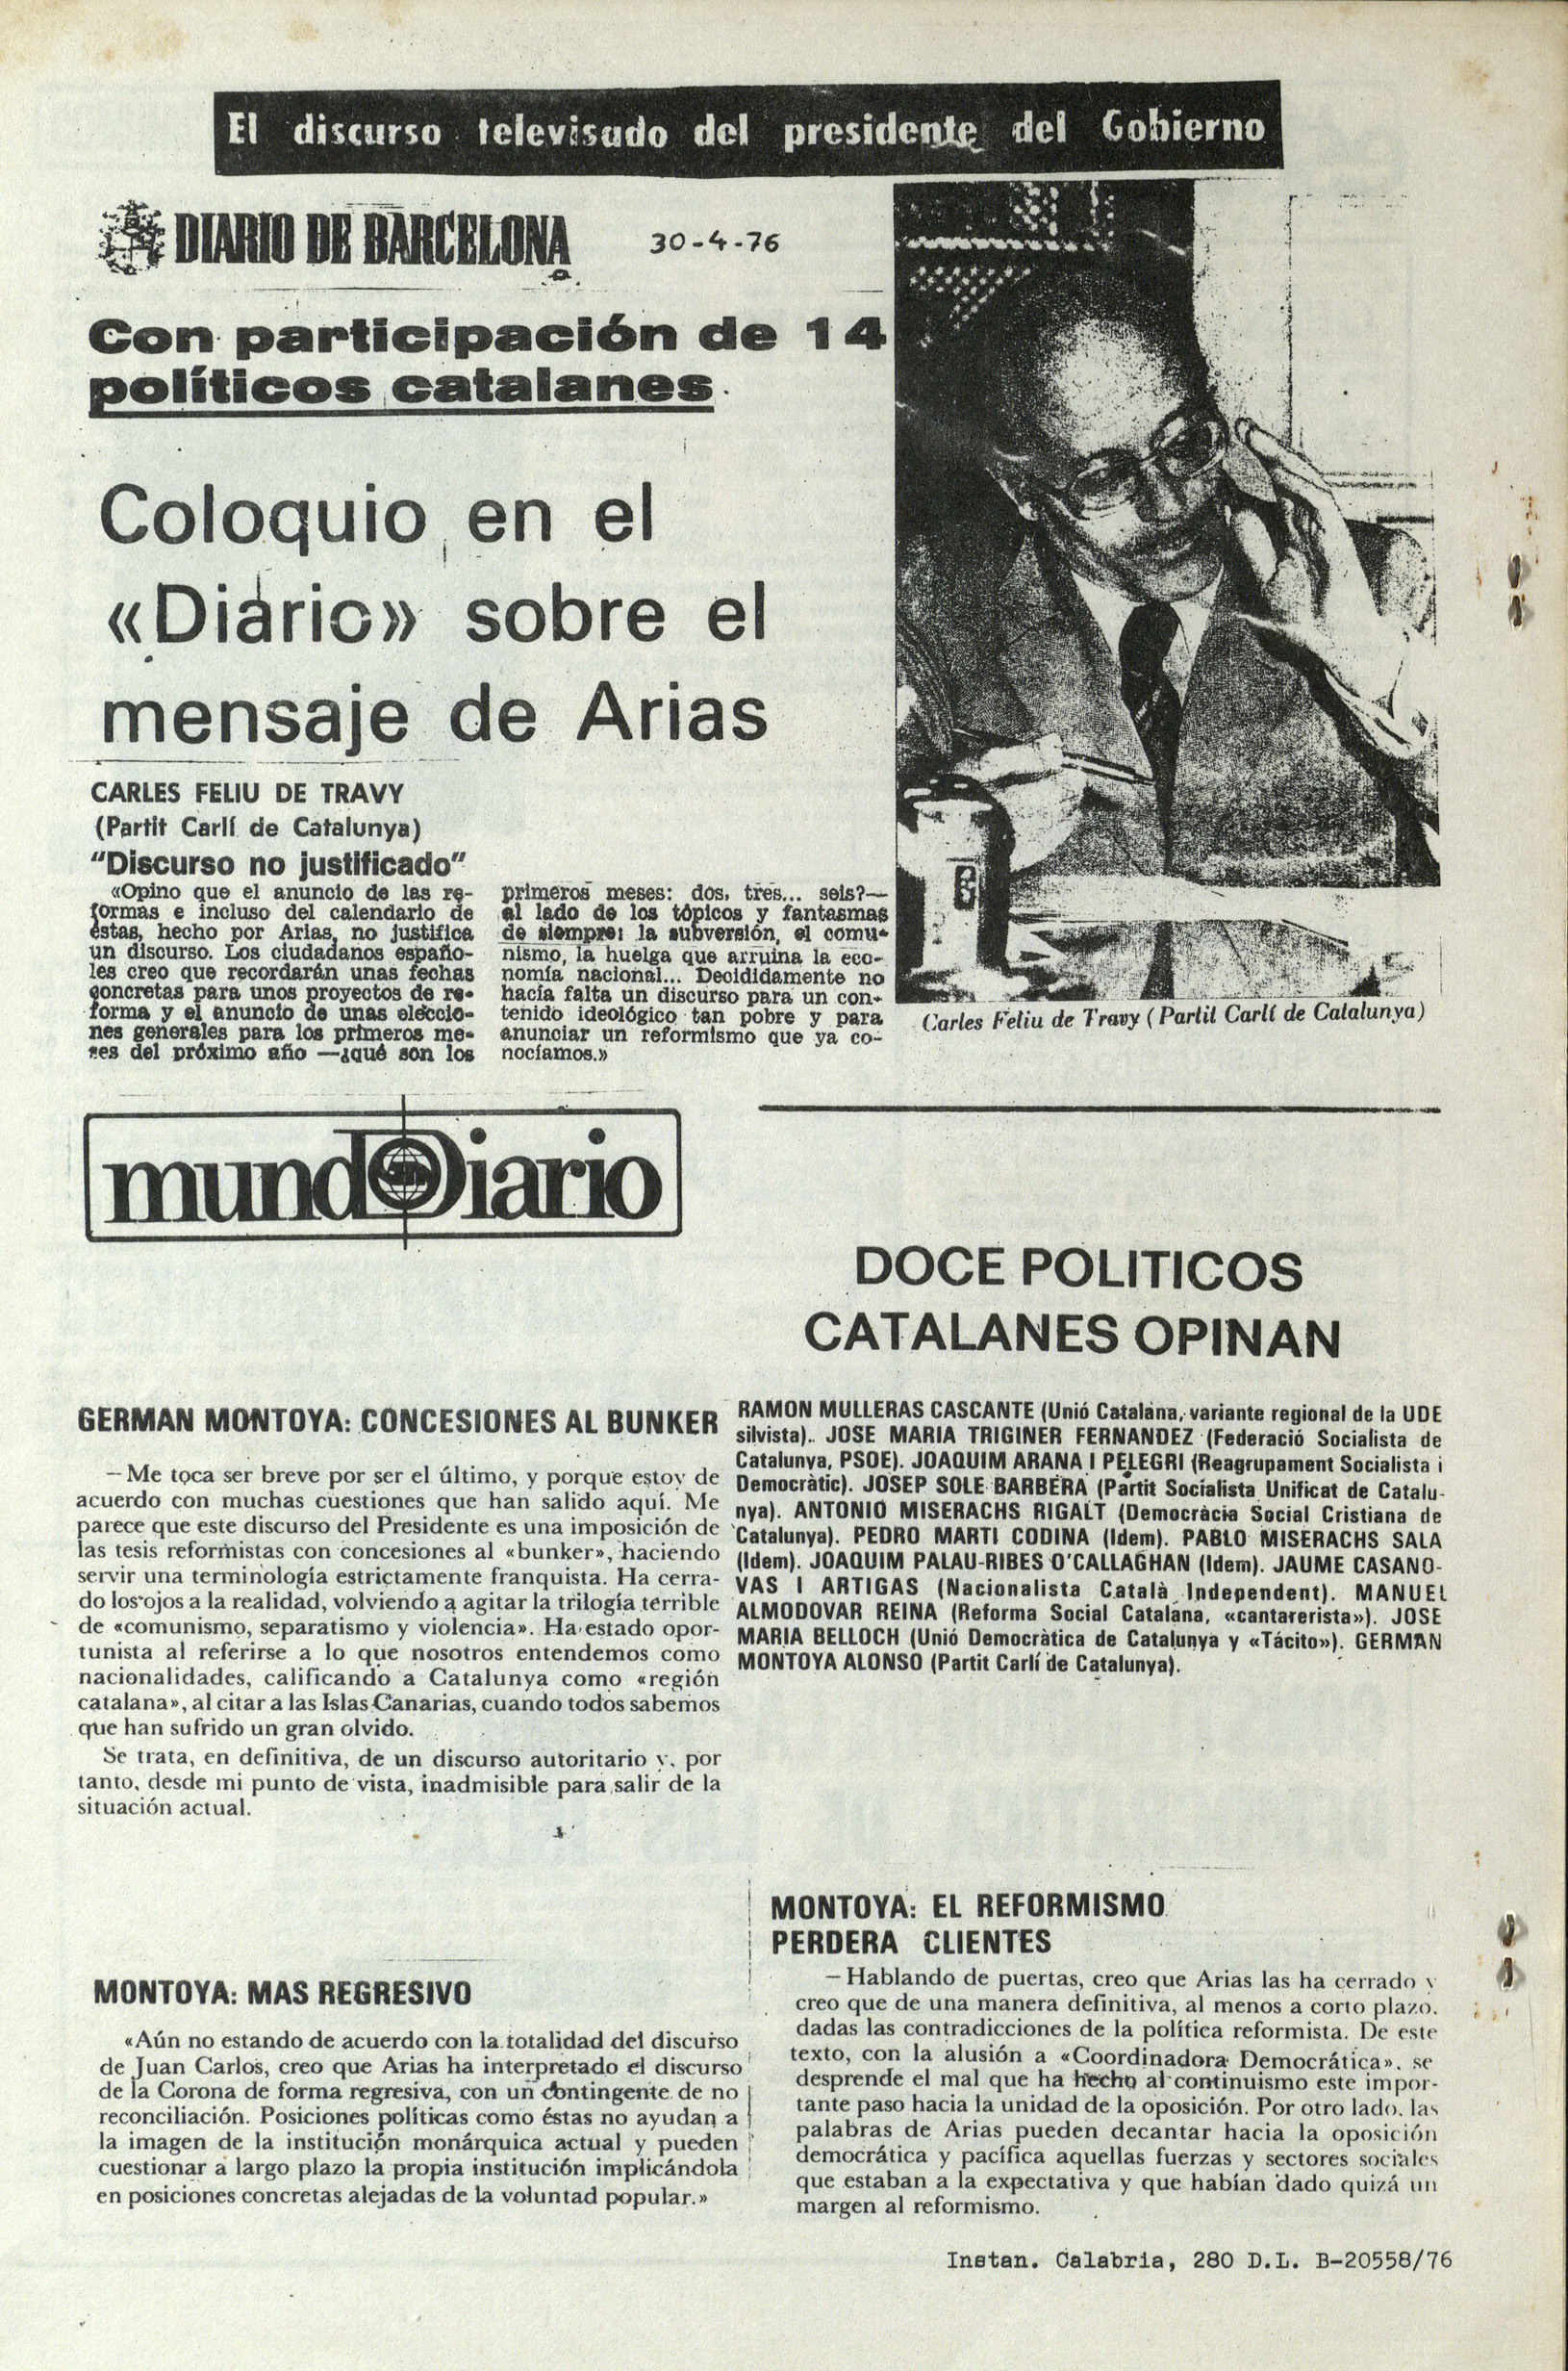 El discurso televisado del presidente del Gobierno
DIARIO DE BARCELONA
30-4-76
Con participación de 14
políticos catalanes
Coloquio en el
«Diario» sobre el
mensaje de Arias
CARLES FELIU DE TRAVY
(Partit Carlí de Catalunya)
"Discurso no justificado"
«Opino que el anuncio de las re-
formas e incluso del calendario de
éstas, hecho por Arias, no justifica
un discurso. Los ciudadanos españo-
les creo que recordarán unas fechas
concretas para unos proyectos de re-
forma y el anuncio de unas eleccio-
nes generales para los primeros me-
ses del próximo año —¿qué son los
primeros meses: dos, tres... seis?—
al lado de los tópicos y fantasmas
de siempre: la subversión, el comu-
nismo, la huelga que arruina la eco-
nomía nacional... Decididamente no
hacía falta un discurso para un con-
tenido ideológico tan pobre y para
anunciar un reformismo que ya co-
nocíamos.»
Carles Feliu de Travy (Partit Carlí de Catalunya)
mundoDiario
DOCE POLITICOS
CATALANES OPINAN
GERMAN MONTOYA: CONCESIONES AL BUNKER
—Me toca ser breve por ser el último, y porque estoy de
acuerdo con muchas cuestiones que han salido aquí. Me
parece que este discurso del Presidente es una imposición de
las tesis reformistas con concesiones al «bunker», haciendo
servir una terminología estrictamente franquista. Ha cerra-
do los ojos a la realidad, volviendo a agitar la trilogía terrible
de «comunismo, separatismo y violencia». Ha estado opor-
tunista al referirse a lo que nosotros entendemos como
nacionalidades, calificando a Catalunya como «región
catalana», al citar a las Islas Canarias, cuando todos sabemos
que han sufrido un gran olvido.
Se trata, en definitiva, de un discurso autoritario y, por
tanto, desde mi punto de vista, inadmisible para salir de la
situación actual.
RAMON MULLERAS CASCANTE (Unió Catalana, variante regional de la UDE
silvista). JOSE MARIA TRIGINER FERNANDEZ (Federació Socialista de
Catalunya, PSOE). JOAQUIM ARANA I PELEGRI (Reagrupament Socialista i
Democràtic). JOSEP SOLE BARBERA (Partit Socialista Unificat de Catalu-
nya). ANTONIO MISERACHS RIGALT (Democràcia Social Cristiana de
Catalunya). PEDRO MARTI CODINA (Idem). PABLO MISERACHS SALA
(Idem). JOAQUIM PALAU-RIBES O'CALLAGHAN (Idem). JAUME CASANO-
VAS I ARTIGAS (Nacionalista Català Independent). MANUEL
ALMODOVAR REINA (Reforma Social Catalana, «cantarerista»). JOSE
MARIA BELLOCH (Unió Democràtica de Catalunya y «Tácito»). GERMAN
MONTOYA ALONSO (Partit Carlí de Catalunya).
MONTOYA: MAS REGRESIVO
«Aún no estando de acuerdo con la totalidad del discurso
de Juan Carlos, creo que Arias ha interpretado el discurso
de la Corona de forma regresiva, con un contingente de no
reconciliación. Posiciones políticas como éstas no ayudan a
la imagen de la institución monárquica actual y pueden
cuestionar a largo plazo la propia institución implicándola
en posiciones concretas alejadas de la voluntad popular.»
MONTOYA: EL REFORMISMO
PERDERA CLIENTES
—Hablando de puertas, creo que Arias las ha cerrado y
creo que de una manera definitiva, al menos a corto plazo,
dadas las contradicciones de la política reformista. De este
texto, con la alusión a «Coordinadora Democrática», se
desprende el mal que ha hecho al continuismo este impor-
tante paso hacia la unidad de la oposición. Por otro lado, las
palabras de Arias pueden decantar hacia la oposición
democrática y pacífica aquellas fuerzas y sectores sociales
que estaban a la expectativa y que habían dado quizá un
margen al reformismo.
Instan. Calabria, 280 D.L. B-20558/76